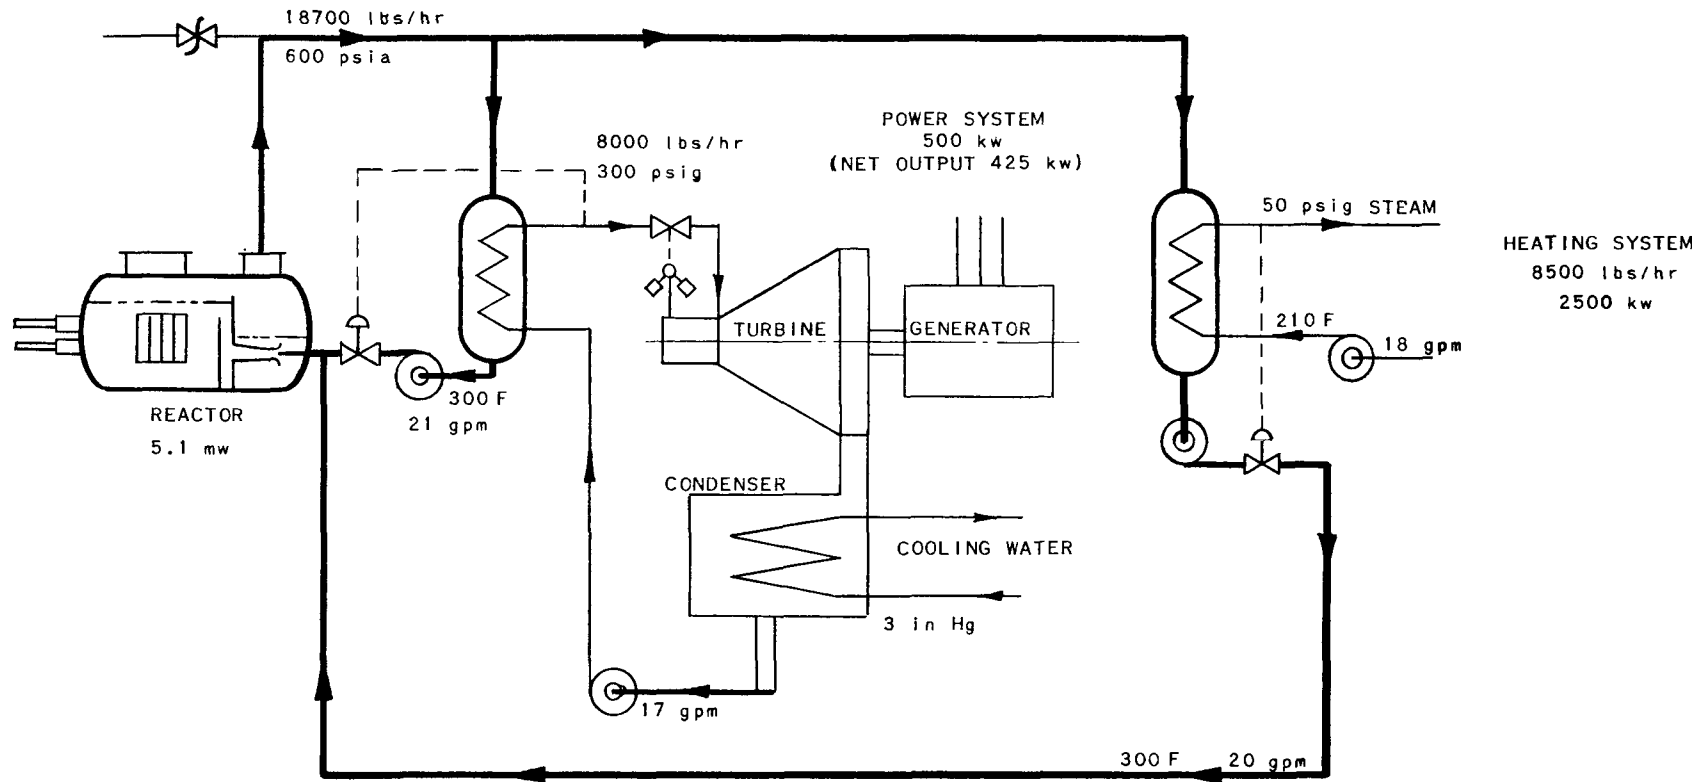 18700 lbs/hr
600 psia
8000 lbs/hr
300 psig
POWER SYSTEM
500 kw
(NET OUTPUT 425 kw)
50 psig STEAM
HEATING SYSTEM
8500 lbs/hr
2500 kw
TURBINE
GENERATOR
210 F
18 gpm
300 F
21 gpm
REACTOR
5.1 mw
CONDENSER
COOLING WATER
3 in Hg
17 gpm
300 F
20 gpm